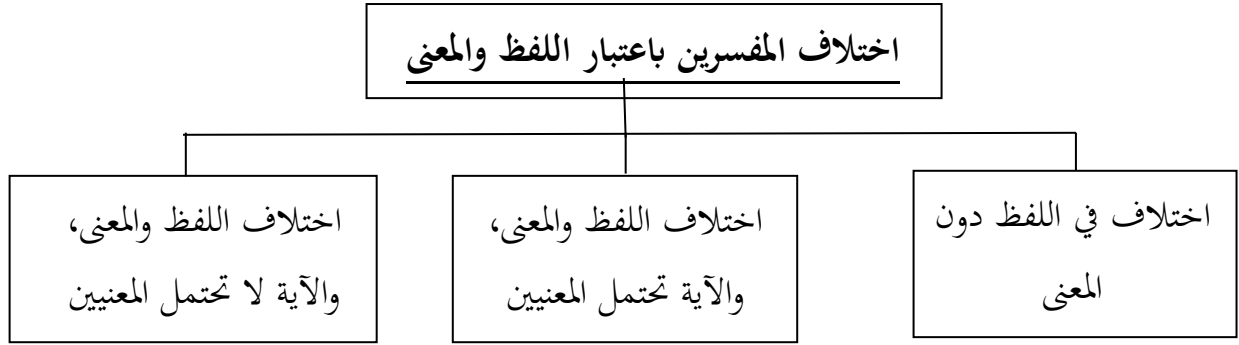 اختلاف المفسرين باعتبار اللفظ والمعنى
اختلاف في اللفظ دون
المعنى
اختلاف اللفظ والمعنى،
والآية تحتمل المعنيين
اختلاف اللفظ والمعنى،
والآية لا تحتمل المعنيين